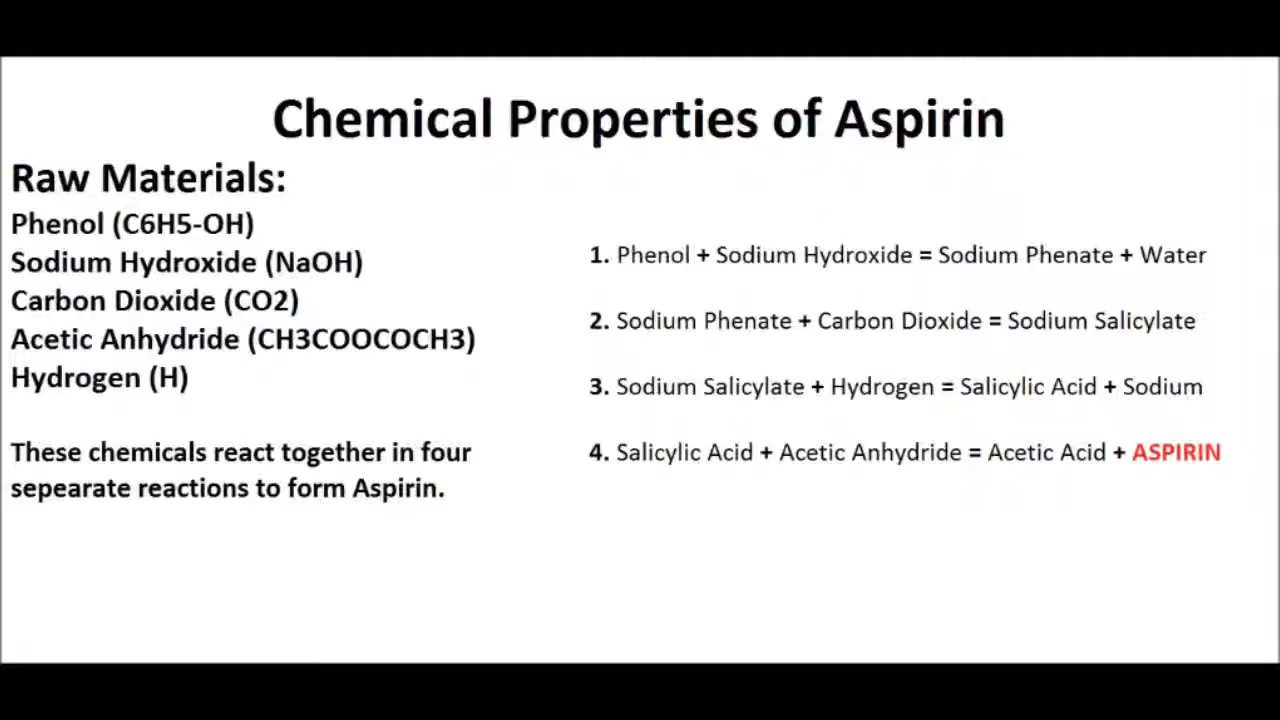 Chemical Properties of Aspirin
Raw Materials:
Phenol (C6H5-OH)
Sodium Hydroxide (NaOH)
Carbon Dioxide (CO2)
Acetic Anhydride (CH3COOCOCH3)
Hydrogen (H)
These chemicals react together in four
sepearate reactions to form Aspirin.
1. Phenol + Sodium Hydroxide = Sodium Phenate + Water
2. Sodium Phenate + Carbon Dioxide = Sodium Salicylate
3. Sodium Salicylate + Hydrogen = Salicylic Acid + Sodium
4. Salicylic Acid + Acetic Anhydride = Acetic Acid + ASPIRIN